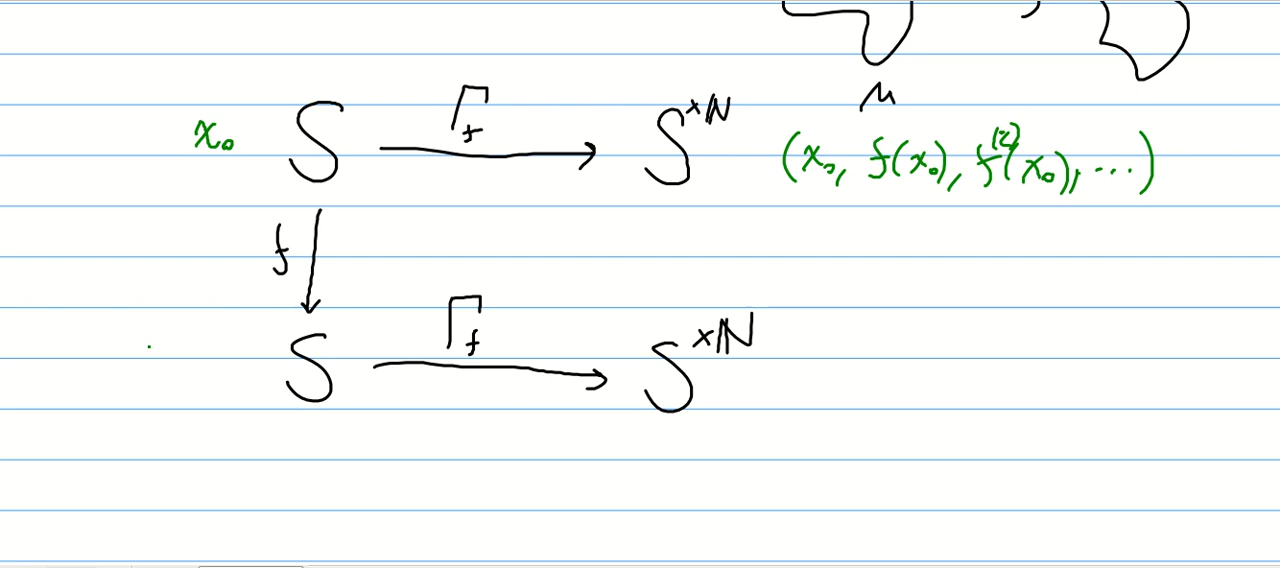 M
x₀ S Γ_f S^{×ℕ} (x₀, f(x₀), f^{(2)}(x₀), ...)
f
S Γ_f S^{×ℕ}